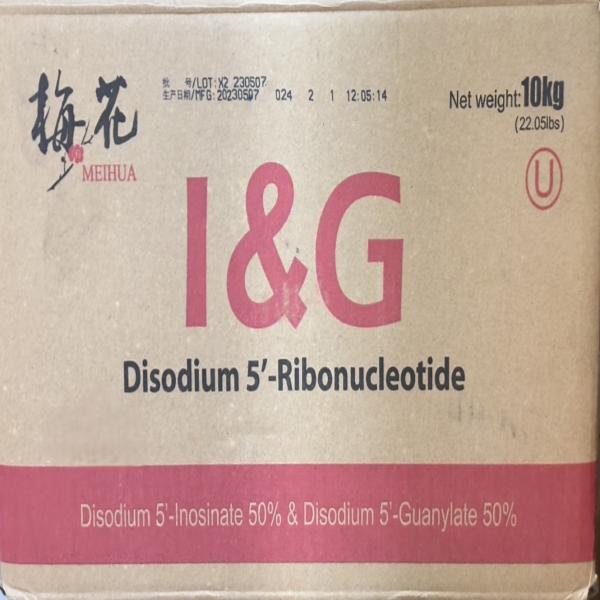 梅花
MEIHUA
批 号/LOT:X2 230507
生产日期/MFG:20230507 024 2 1 12:05:14
Net weight:10kg
(22.05lbs)
U
I&G
Disodium 5'-Ribonucleotide
Disodium 5'-Inosinate 50% & Disodium 5'-Guanylate 50%